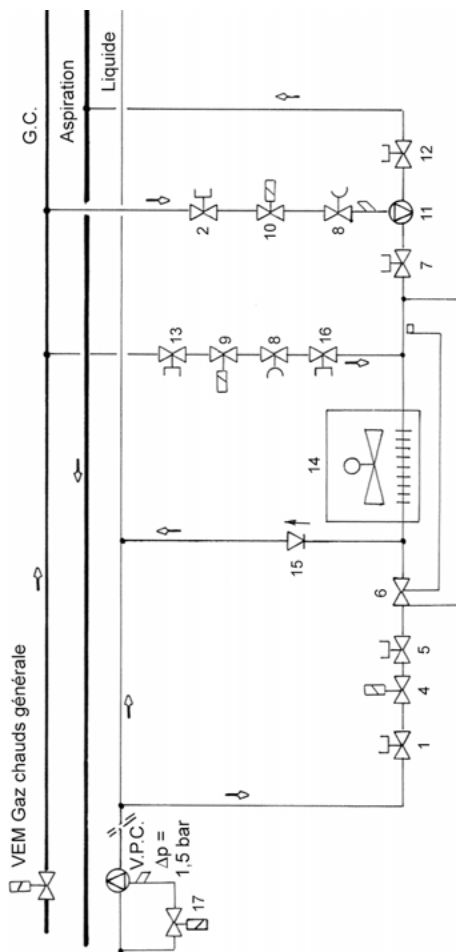 VEM Gaz chauds générale
G.C.
Aspiration
Liquide
V.P.C.
Δp =
1,5 bar
17
2
10
8
11
12
7
13
9
8
16
14
15
6
5
4
1